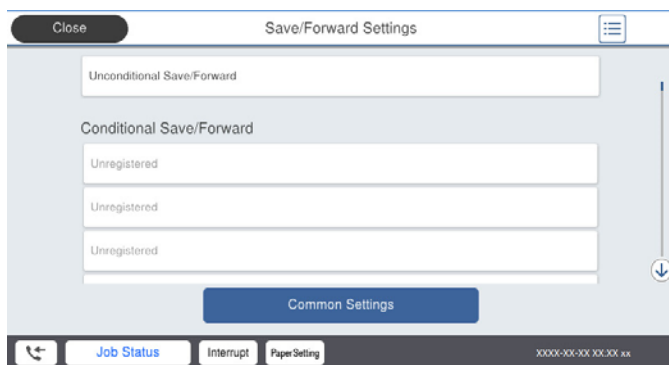 Close
Save/Forward Settings
Unconditional Save/Forward
Conditional Save/Forward
Unregistered
Unregistered
Unregistered
Common Settings
Job Status
Interrupt
Paper Setting
XXXX-XX-XX XX:XX xx